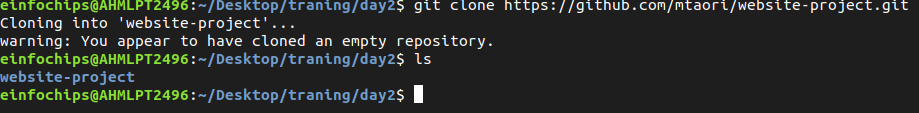 einfochips@AHMLPT2496:~/Desktop/traning/day2$ git clone https://github.com/mtaori/website-project.git
Cloning into 'website-project'...
warning: You appear to have cloned an empty repository.
einfochips@AHMLPT2496:~/Desktop/traning/day2$ ls
website-project
einfochips@AHMLPT2496:~/Desktop/traning/day2$